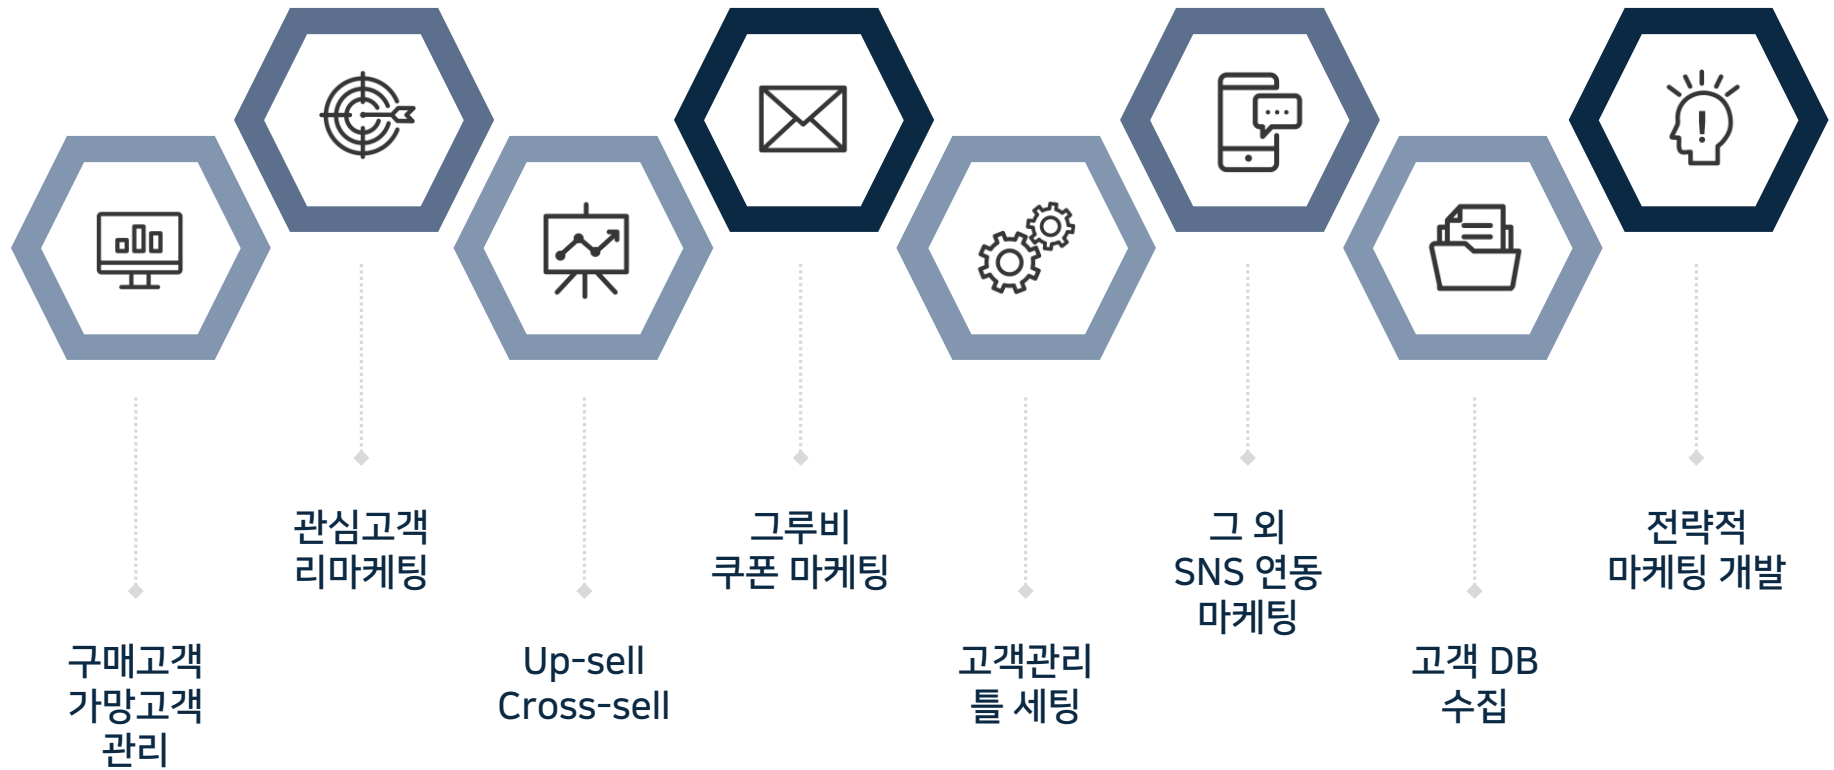 구매고객
가망고객
관리
관심고객
리마케팅
Up-sell
Cross-sell
그루비
쿠폰 마케팅
고객관리
틀 세팅
그 외
SNS 연동
마케팅
고객 DB
수집
전략적
마케팅 개발